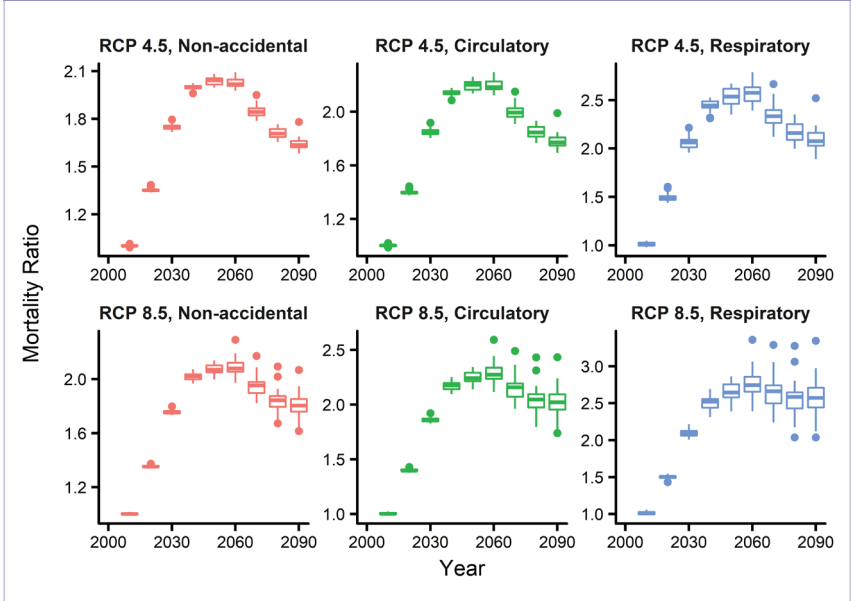 RCP 4.5, Non-accidental
RCP 4.5, Circulatory
RCP 4.5, Respiratory
2.1
1.8
1.5
1.2
2000 2030 2060 2090
2.0
1.6
1.2
2000 2030 2060 2090
2.5
2.0
1.5
1.0
2000 2030 2060 2090
Mortality Ratio
RCP 8.5, Non-accidental
RCP 8.5, Circulatory
RCP 8.5, Respiratory
2.0
1.6
1.2
2000 2030 2060 2090
2.5
2.0
1.5
1.0
2000 2030 2060 2090
3.0
2.5
2.0
1.5
1.0
2000 2030 2060 2090
Year